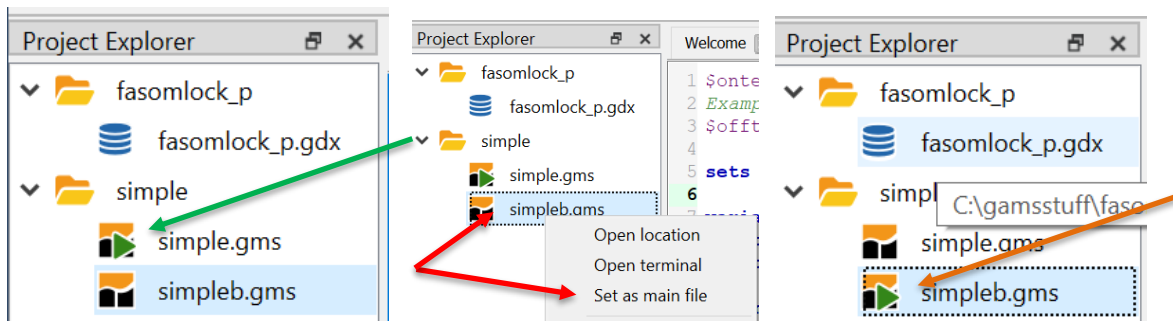 Project Explorer
fasomlock_p
fasomlock_p.gdx
simple
simple.gms
simpleb.gms
Project Explorer
fasomlock_p
fasomlock_p.gdx
simple
simple.gms
simpleb.gms
Open location
Open terminal
Set as main file
Welcome
1 $onte
2 Examp
3 $offt
4
5 sets
6
7
Project Explorer
fasomlock_p
fasomlock_p.gdx
simpl
C:\gamsstuff\faso
simple.gms
simpleb.gms